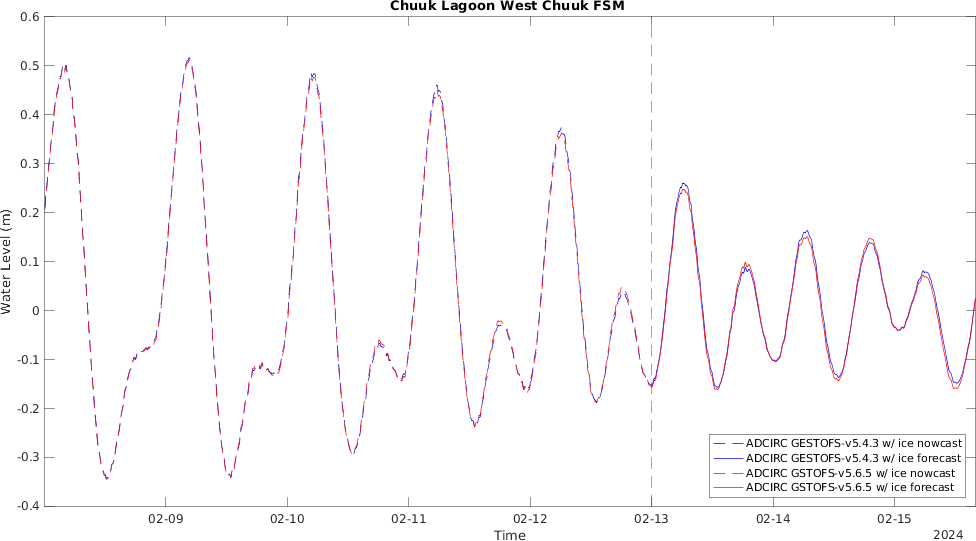 Chuuk Lagoon West Chuuk FSM
0.6
0.5
0.4
0.3
0.2
0.1
0
-0.1
-0.2
-0.3
-0.4
Water Level (m)
02-09
02-10
02-11
02-12
02-13
02-14
02-15
Time
2024
ADCIRC GESTOFS-v5.4.3 w/ ice nowcast
ADCIRC GESTOFS-v5.4.3 w/ ice forecast
ADCIRC GSTOFS-v5.6.5 w/ ice nowcast
ADCIRC GSTOFS-v5.6.5 w/ ice forecast